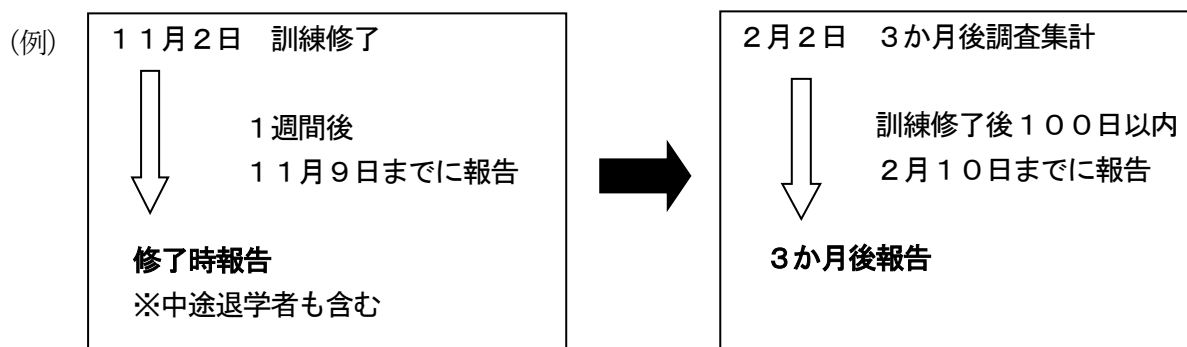 (例)
11月2日 訓練修了
1週間後
11月9日までに報告
修了時報告
※中途退学者も含む
2月2日 3か月後調査集計
訓練修了後100日以内
2月10日までに報告
3か月後報告